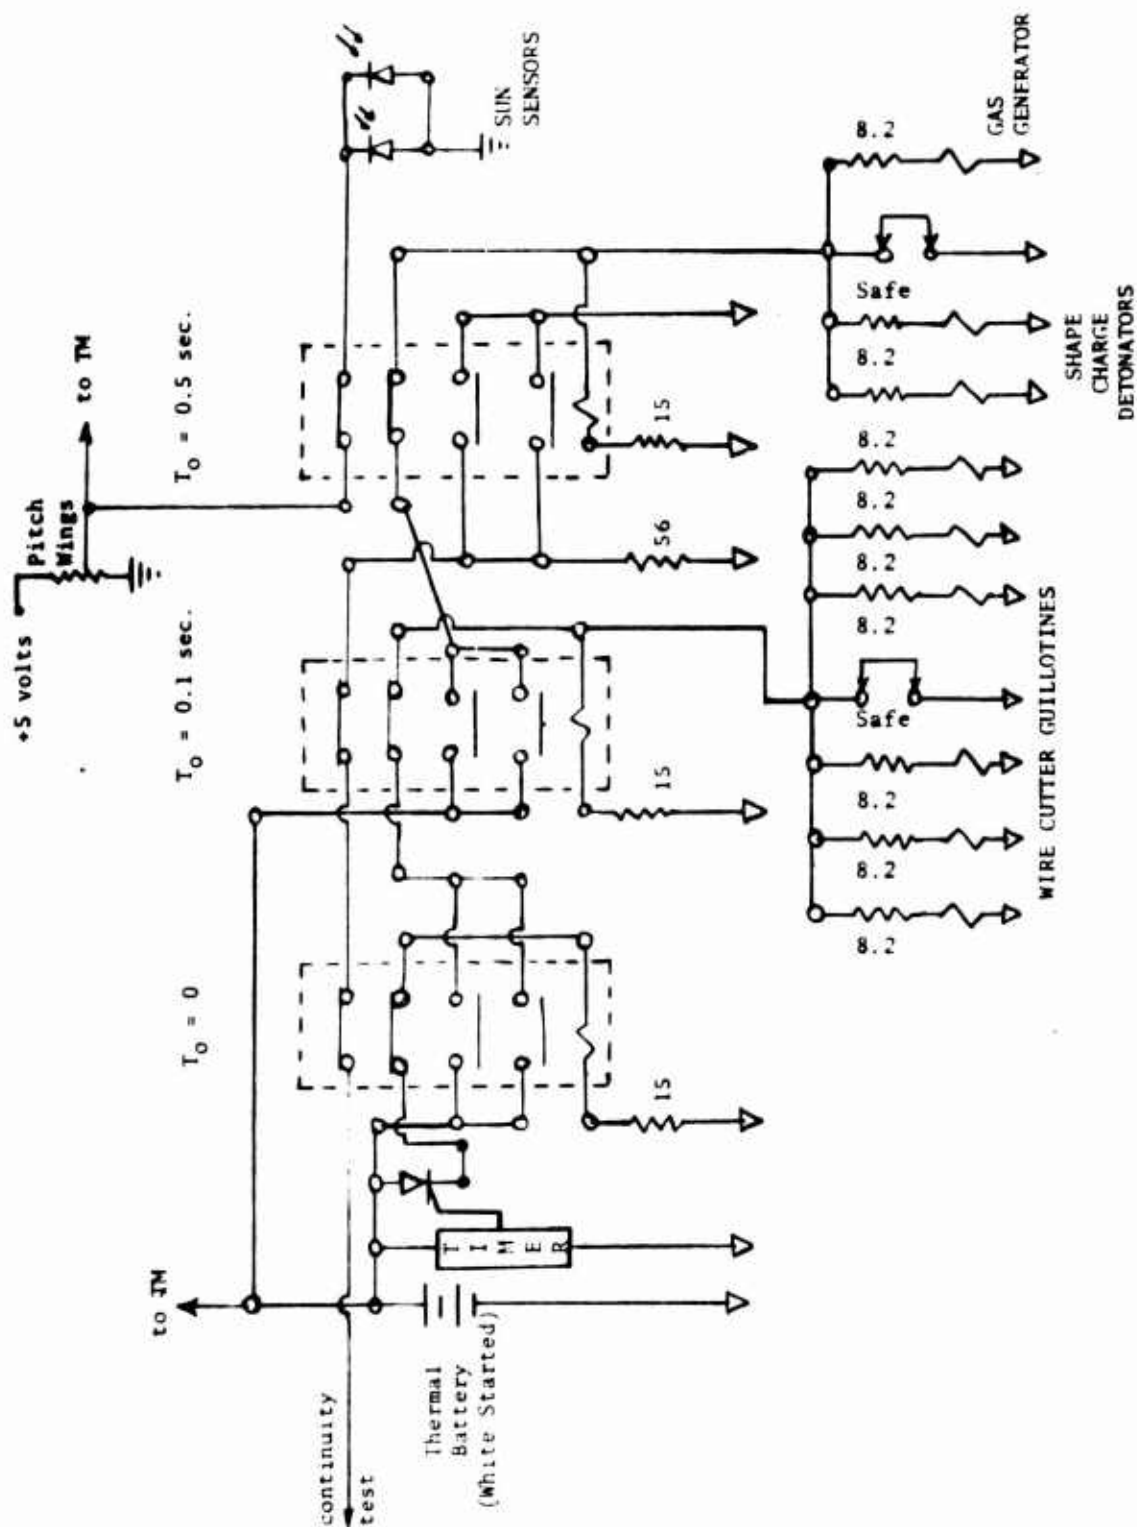 +5 volts
Pitch
Wings
to TM
T₀ = 0
T₀ = 0.1 sec.
T₀ = 0.5 sec.
to TM
SUN
SENSORS
continuity
test
Thermal
Battery
(White Started)
TIMER
15
15
56
15
8.2
8.2
8.2
Safe
8.2
8.2
8.2
WIRE CUTTER GUILLOTINES
8.2
8.2
Safe
8.2
SHAPE
CHARGE
DETONATORS
GAS
GENERATOR